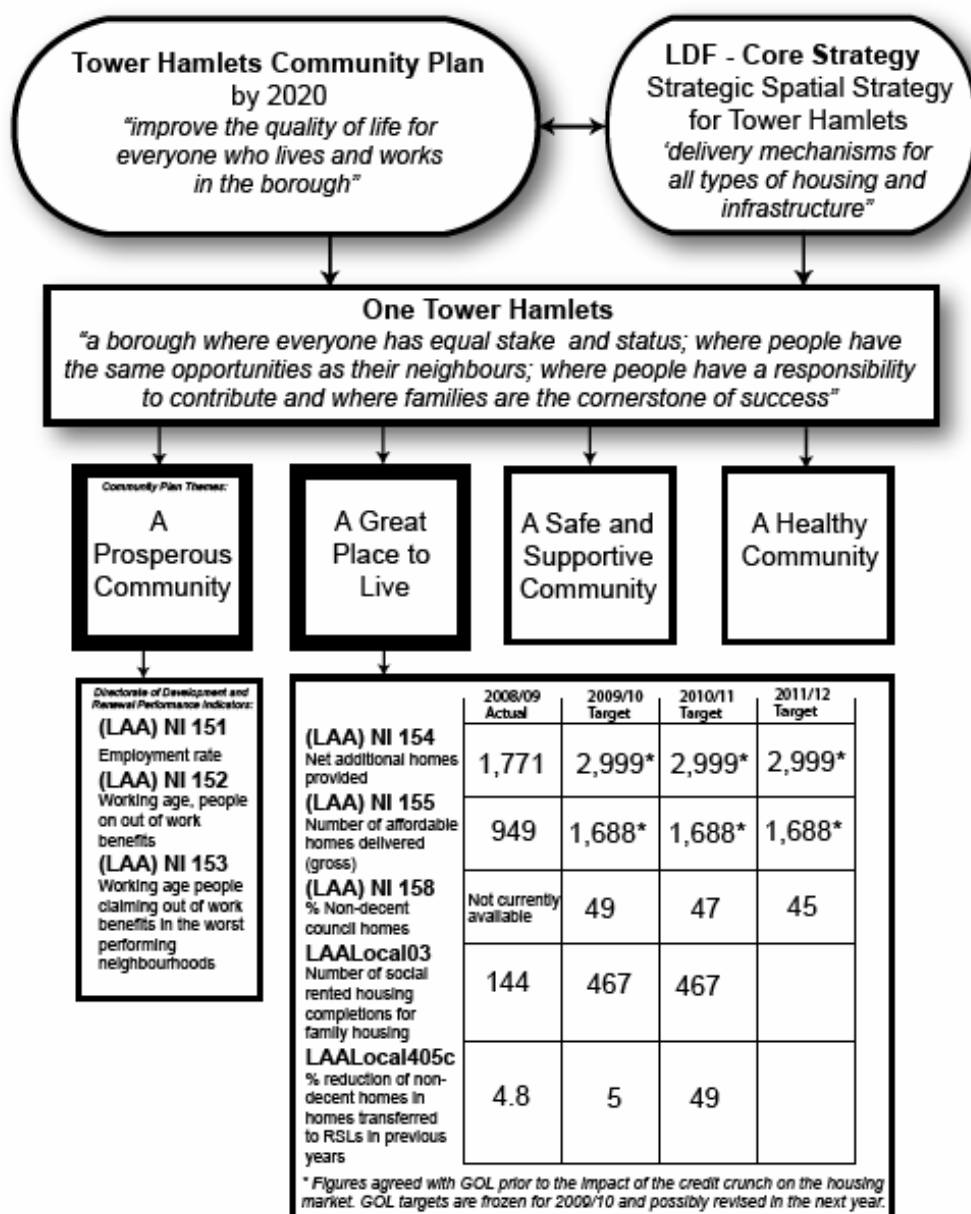 Tower Hamlets Community Plan
by 2020
“improve the quality of life for
everyone who lives and works
in the borough”
LDF - Core Strategy
Strategic Spatial Strategy
for Tower Hamlets
‘delivery mechanisms for
all types of housing and
infrastructure”
One Tower Hamlets
“a borough where everyone has equal stake and status; where people have
the same opportunities as their neighbours; where people have a responsibility
to contribute and where families are the cornerstone of success”
Community Plan Themes:
A
Prosperous
Community
A Great
Place to
Live
A Safe and
Supportive
Community
A Healthy
Community
Directorate of Development and
Renewal Performance Indicators:
(LAA) NI 151
Employment rate
(LAA) NI 152
Working age, people
on out of work
benefits
(LAA) NI 153
Working age people
claiming out of work
benefits in the worst
performing
neighbourhoods
2008/09 2009/10 2010/11 2011/12
Actual Target Target Target
(LAA) NI 154
Net additional homes
provided
1,771 2,999* 2,999* 2,999*
(LAA) NI 155
Number of affordable
homes delivered
(gross)
949 1,688* 1,688* 1,688*
(LAA) NI 158
% Non-decent
council homes
Not currently
available
49 47 45
LAALocal03
Number of social
rented housing
completions for
family housing
144 467 467
LAALocal405c
% reduction of non-
decent homes in
homes transferred
to RSLs in previous
years
4.8 5 49
* Figures agreed with GOL prior to the impact of the credit crunch on the housing
market. GOL targets are frozen for 2009/10 and possibly revised in the next year.